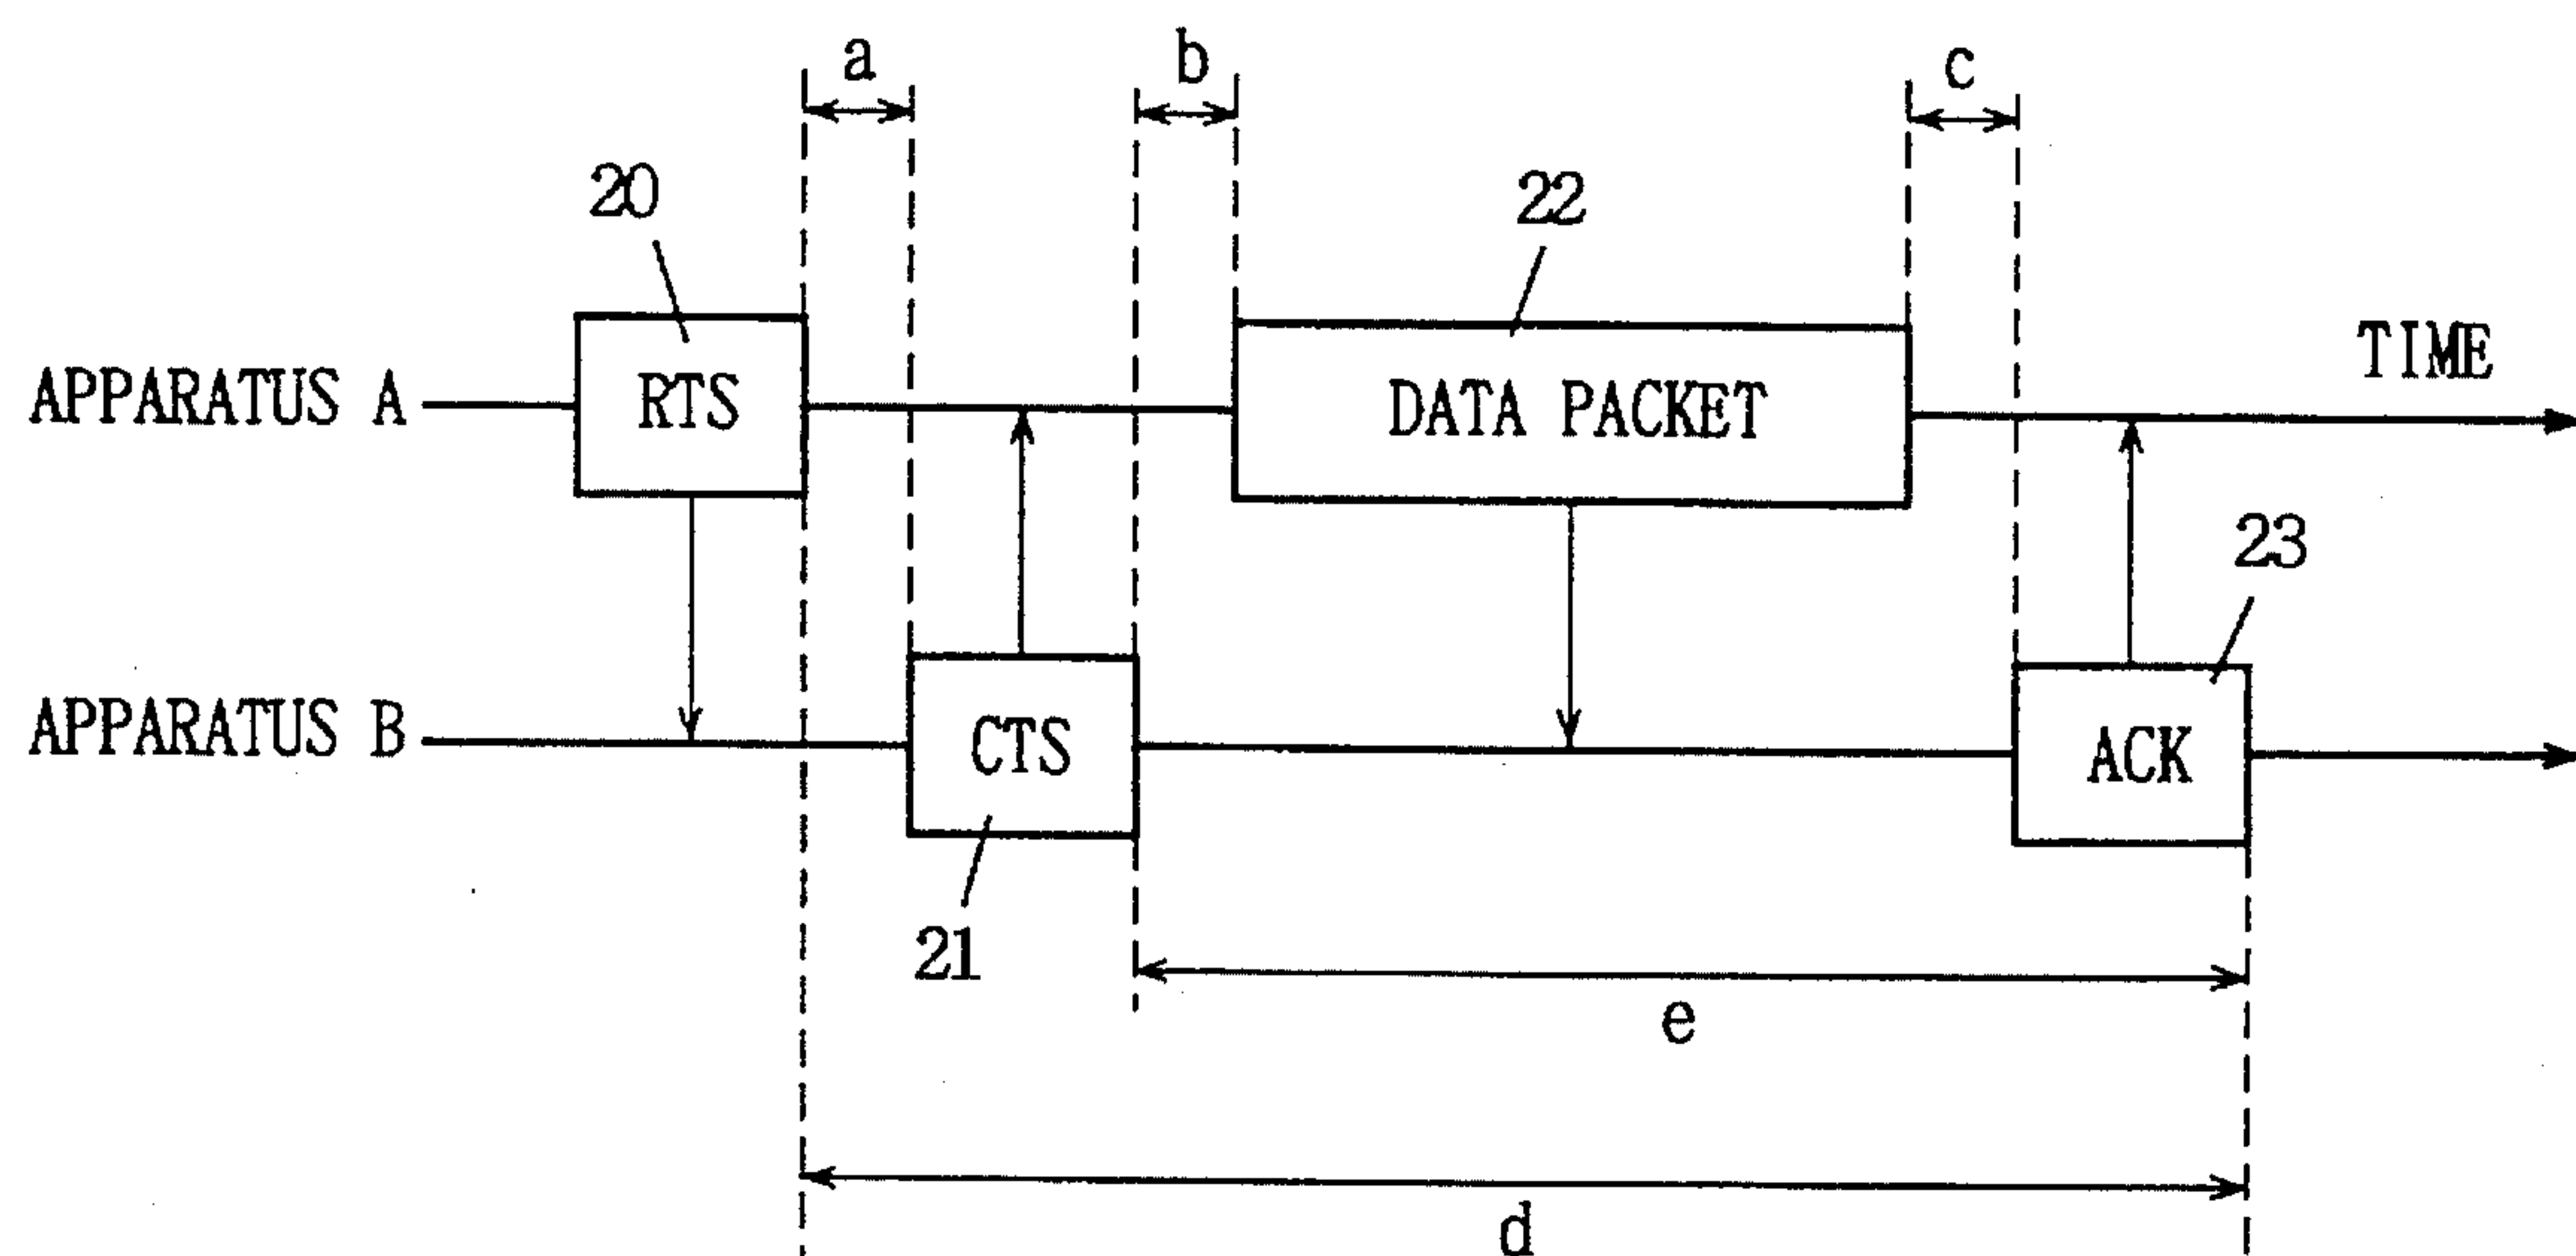 a
b
c
20
22
TIME
APPARATUS A
RTS
DATA PACKET
23
APPARATUS B
CTS
ACK
21
e
d